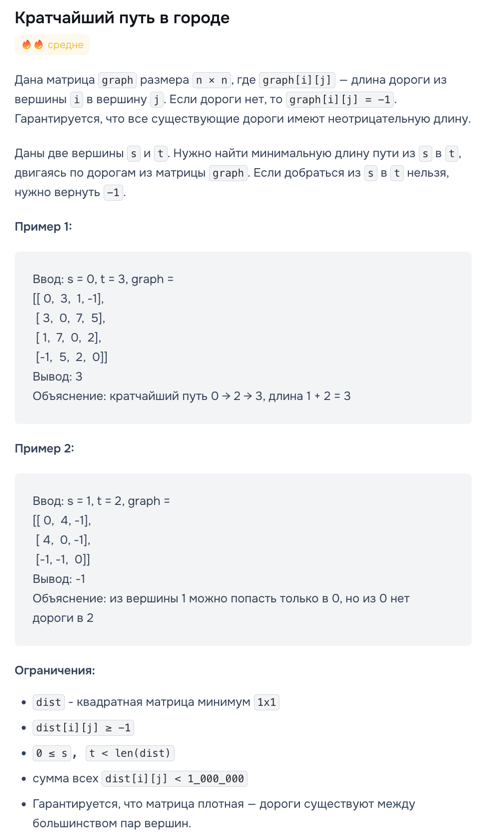 Кратчайший путь в городе
🔥🔥 средне
Дана матрица graph размера n × n, где graph[i][j] — длина дороги из
вершины i в вершину j. Если дороги нет, то graph[i][j] = −1.
Гарантируется, что все существующие дороги имеют неотрицательную длину.
Даны две вершины s и t. Нужно найти минимальную длину пути из s в t,
двигаясь по дорогам из матрицы graph. Если добраться из s в t нельзя,
нужно вернуть −1.
Пример 1:
Ввод: s = 0, t = 3, graph =
[[ 0, 3, 1, -1],
[ 3, 0, 7, 5],
[ 1, 7, 0, 2],
[-1, 5, 2, 0]]
Вывод: 3
Объяснение: кратчайший путь 0 → 2 → 3, длина 1 + 2 = 3
Пример 2:
Ввод: s = 1, t = 2, graph =
[[ 0, 4, -1],
[ 4, 0, -1],
[-1, -1, 0]]
Вывод: -1
Объяснение: из вершины 1 можно попасть только в 0, но из 0 нет
дороги в 2
Ограничения:
• dist - квадратная матрица минимум 1x1
• dist[i][j] ≥ −1
• 0 ≤ s, t < len(dist)
• сумма всех dist[i][j] < 1_000_000
• Гарантируется, что матрица плотная — дороги существуют между
большинством пар вершин.